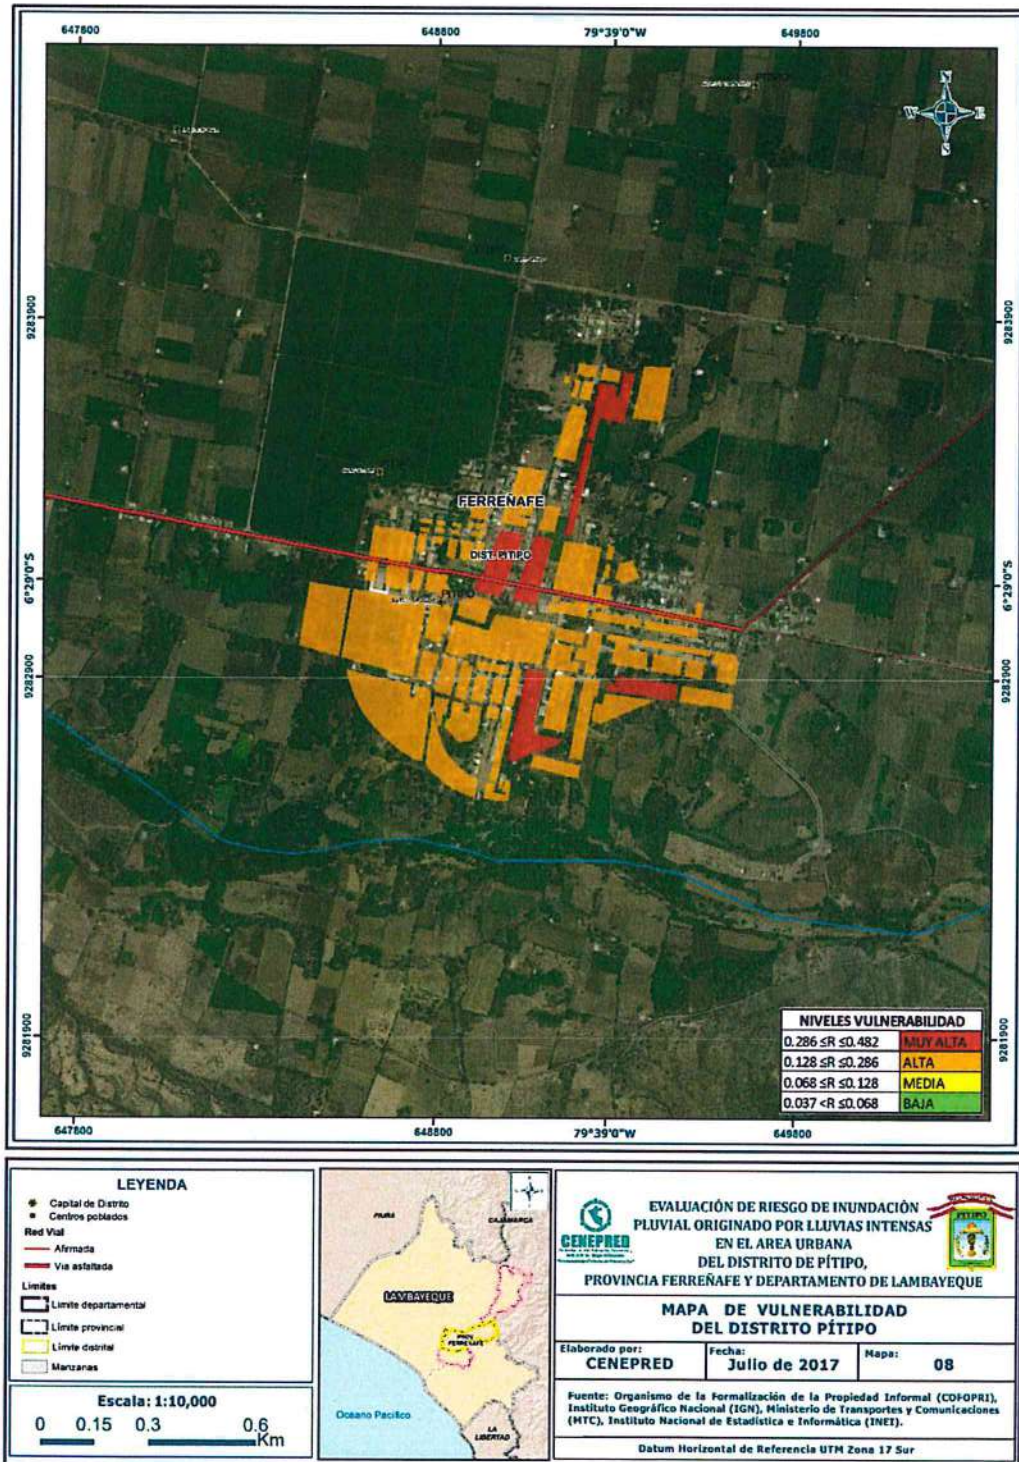 647800
648800
79°39'0"W
649800
N
W
E
S
9283900
9283900
FERREÑAFE
DIST. PITIPO
PITIPO
6°29'0"S
6°29'0"S
9282900
9282900
9281900
9281900
NIVELES VULNERABILIDAD
0.286 ≤R ≤0.482 MUY ALTA
0.128 ≤R ≤0.286 ALTA
0.068 ≤R ≤0.128 MEDIA
0.037 <R ≤0.068 BAJA
647800
648800
79°39'0"W
649800
LEYENDA
Capital de Distrito
Centros poblados
Red Vial
Afirmada
Via asfaltada
Limites
Limite departamental
Límite provincial
Límite distrital
Manzanas
Escala: 1:10,000
0 0.15 0.3 0.6
Km
PIURA
CAJAMARCA
LAMBAYEQUE
PROV. FERREÑAFE
Oceano Pacifico
LA LIBERTAD
CENEPRED
PITIPO
EVALUACIÓN DE RIESGO DE INUNDACIÓN
PLUVIAL ORIGINADO POR LLUVIAS INTENSAS
EN EL AREA URBANA
DEL DISTRITO DE PÍTIPO,
PROVINCIA FERREÑAFE Y DEPARTAMENTO DE LAMBAYEQUE
MAPA DE VULNERABILIDAD
DEL DISTRITO PÍTIPO
Elaborado por:
CENEPRED
Fecha:
Julio de 2017
Mapa:
08
Fuente: Organismo de la Formalización de la Propiedad Informal (COFOPRI),
Instituto Geográfico Nacional (IGN), Ministerio de Transportes y Comunicaciones
(MTC), Instituto Nacional de Estadística e Informática (INEI).
Datum Horizontal de Referencia UTM Zona 17 Sur